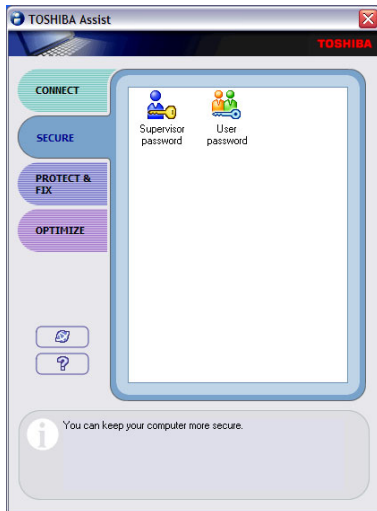 TOSHIBA Assist
TOSHIBA
CONNECT
SECURE
PROTECT &
FIX
OPTIMIZE
Supervisor
password
User
password
?
i
You can keep your computer more secure.